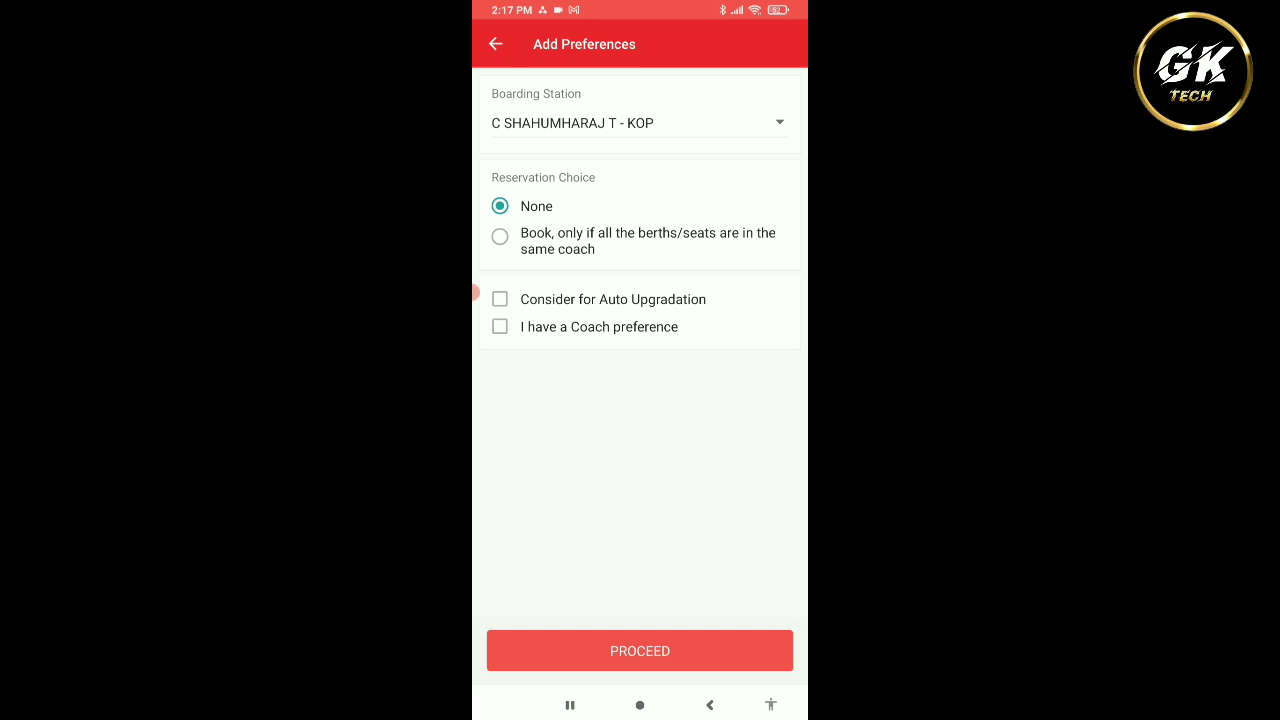 2:17 PM
92
Add Preferences
Boarding Station
C SHAHUMHARAJ T - KOP
Reservation Choice
None
Book, only if all the berths/seats are in the
same coach
Consider for Auto Upgradation
I have a Coach preference
PROCEED
GK
TECH